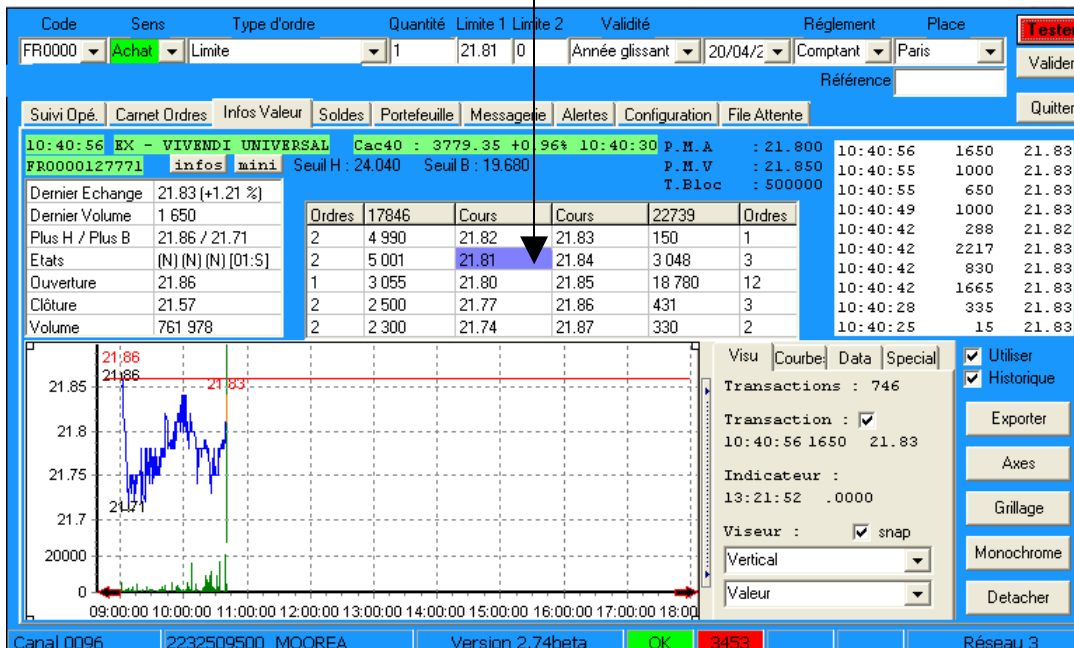 Code Sens Type d'ordre Quantité Limite 1 Limite 2 Validité Réglement Place
FR0000 Achat Limite 1 21.81 0 Année glissant 20/04/2 Comptant Paris
Référence
Tester
Valider
Quitter
Suivi Opé. Carnet Ordres Infos Valeur Soldes Portefeuille Messagerie Alertes Configuration File Attente
10:40:56 EX - VIVENDI UNIVERSAL Cac40 : 3779.35 +0.96% 10:40:30 P.M.A : 21.800
FR0000127771 infos mini Seuil H : 24.040 Seuil B : 19.680 P.M.V : 21.850
T.Bloc : 500000
Dernier Echange 21.83 (+1.21 %)
Dernier Volume 1 650
Plus H / Plus B 21.86 / 21.71
Etats (N) (N) (N) [01:S]
Ouverture 21.86
Clôture 21.57
Volume 761 978
Ordres 17846 Cours Cours 22739 Ordres
2 4 990 21.82 21.83 150 1
2 5 001 21.81 21.84 3 048 3
1 3 055 21.80 21.85 18 780 12
2 2 500 21.77 21.86 431 3
2 2 300 21.74 21.87 330 2
10:40:56 1650 21.83
10:40:55 1000 21.83
10:40:55 650 21.83
10:40:49 1000 21.83
10:40:42 288 21.82
10:40:42 2217 21.83
10:40:42 830 21.83
10:40:42 1665 21.83
10:40:28 335 21.83
10:40:25 15 21.83
21.86
21.86
21.83
21.85
21.8
21.75
21.71
21.7
20000
0
09:00:00 10:00:00 11:00:00 12:00:00 13:00:00 14:00:00 15:00:00 16:00:00 17:00:00 18:00
Visu Courbe Data Special
Transactions : 746
Transaction :
10:40:56 1650 21.83
Indicateur :
13:21:52 .0000
Viseur : snap
Vertical
Valeur
Utiliser
Historique
Exporter
Axes
Grillage
Monochrome
Detacher
Canal 0096 2232509500 MOOREA Version 2.74beta OK 3453 Réseau 3